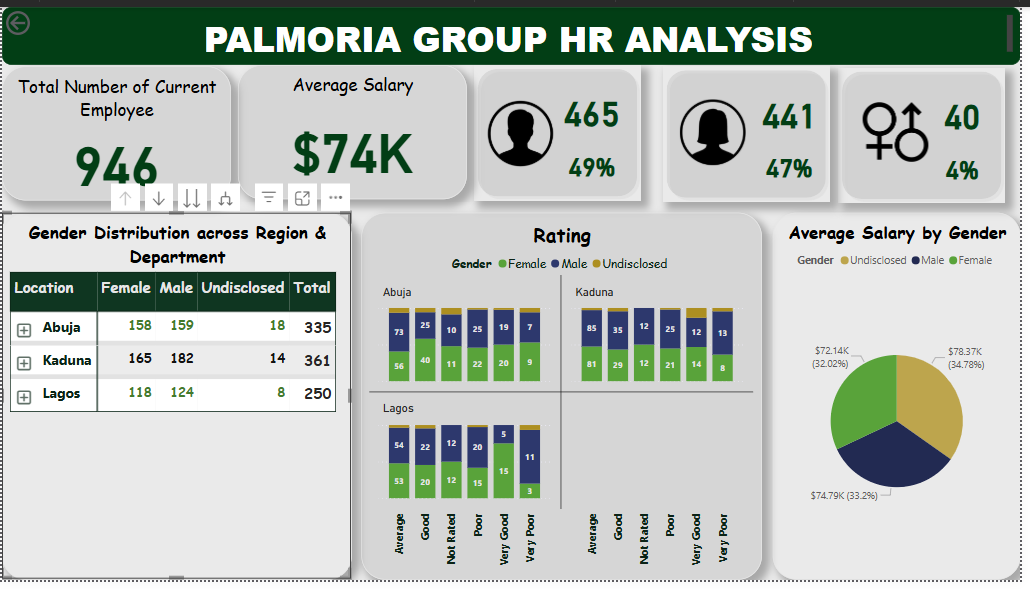 PALMORIA GROUP HR ANALYSIS
Total Number of Current
Employee
946
Average Salary
$74K
465
49%
441
47%
40
4%
Gender Distribution across Region &
Department
Location Female Male Undisclosed Total
Abuja 158 159 18 335
Kaduna 165 182 14 361
Lagos 118 124 8 250
Rating
Gender Female Male Undisclosed
Abuja
73 25 10 25 19 7
56 40 11 22 20 9
Kaduna
85 35 12 25 12 13
81 29 12 21 14 8
Lagos
54 22 12 20 5 11
53 20 12 15 15 3
Average Good Not Rated Poor Very Good Very Poor
Average Good Not Rated Poor Very Good Very Poor
Average Salary by Gender
Gender Undisclosed Male Female
$72.14K
(32.02%)
$78.37K
(34.78%)
$74.79K (33.2%)